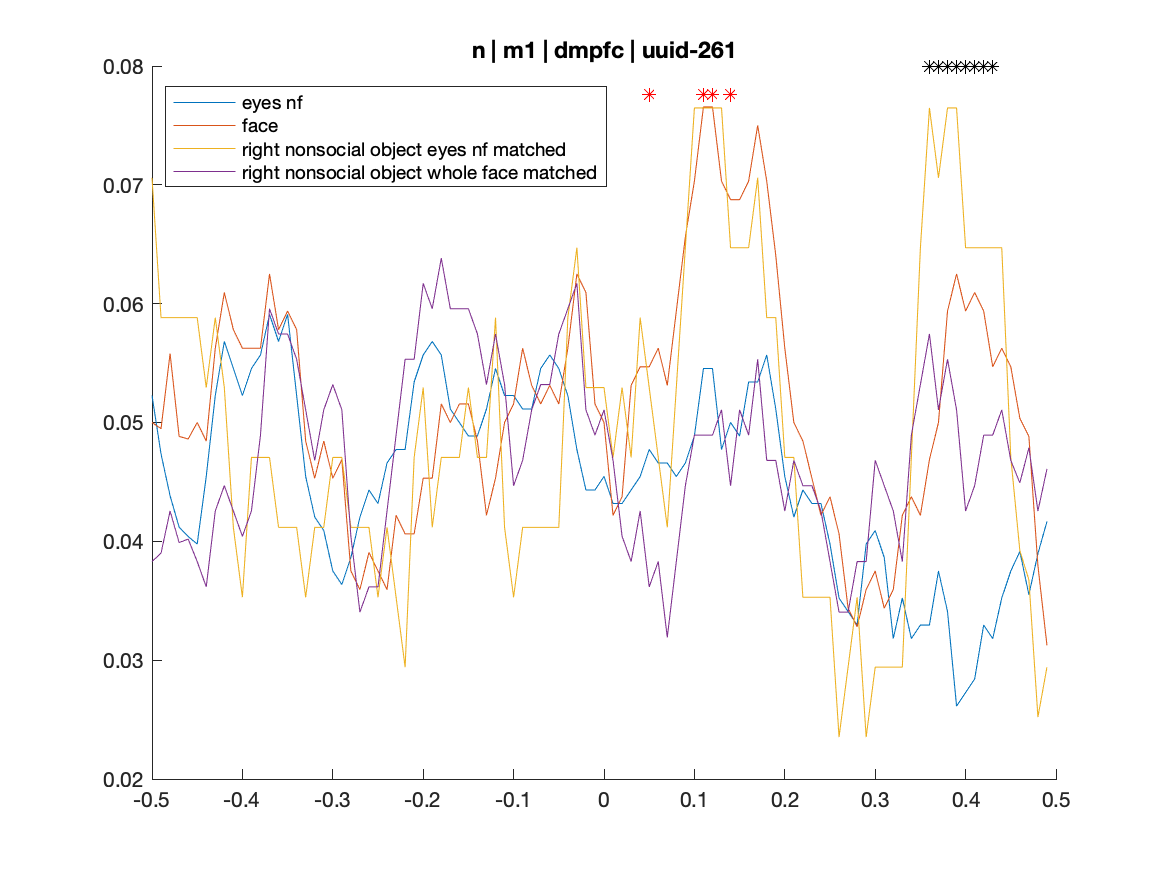 n | m1 | dmpfc | uuid-261
0.08
0.07
0.06
0.05
0.04
0.03
0.02
eyes nf
face
right nonsocial object eyes nf matched
right nonsocial object whole face matched
-0.5 -0.4 -0.3 -0.2 -0.1 0 0.1 0.2 0.3 0.4 0.5